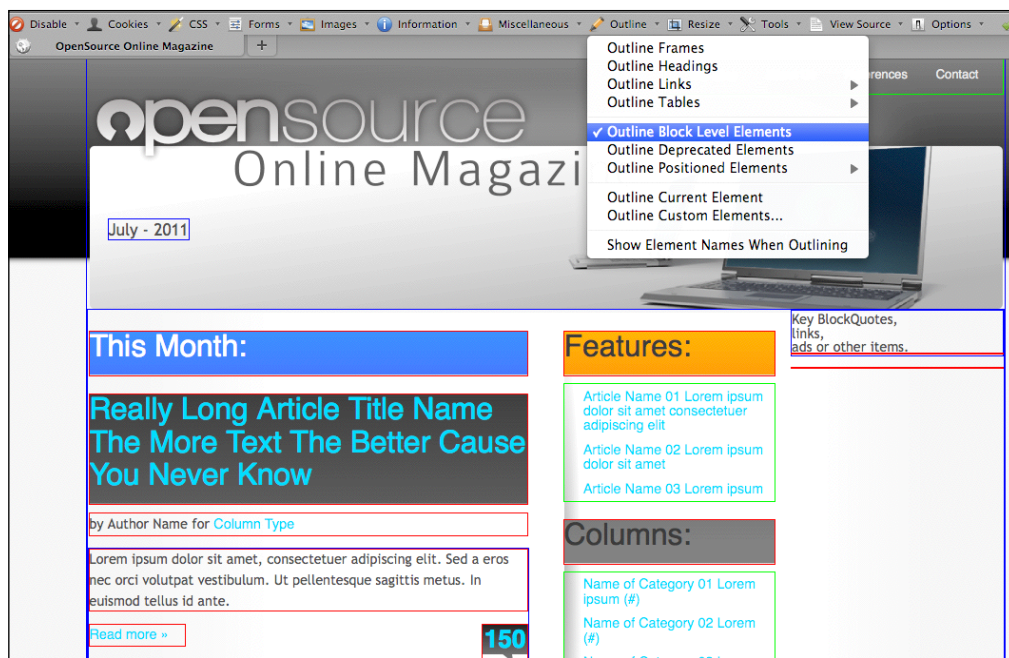 Disable Cookies CSS Forms Images Information Miscellaneous Outline Resize Tools View Source Options
OpenSource Online Magazine +
Outline Frames
Outline Headings
Outline Links
Outline Tables
✓ Outline Block Level Elements
Outline Deprecated Elements
Outline Positioned Elements
Outline Current Element
Outline Custom Elements...
Show Element Names When Outlining
Contact
opensource
Online Magazi
July - 2011
This Month:
Really Long Article Title Name
The More Text The Better Cause
You Never Know
by Author Name for Column Type
Lorem ipsum dolor sit amet, consectetuer adipiscing elit. Sed a eros
nec orci volutpat vestibulum. Ut pellentesque sagittis metus. In
euismod tellus id ante.
Read more »
150
Features:
Article Name 01 Lorem ipsum
dolor sit amet consectetuer
adipiscing elit
Article Name 02 Lorem ipsum
dolor sit amet
Article Name 03 Lorem ipsum
Columns:
Name of Category 01 Lorem
ipsum (#)
Name of Category 02 Lorem
(#)
Key BlockQuotes,
links,
ads or other items.